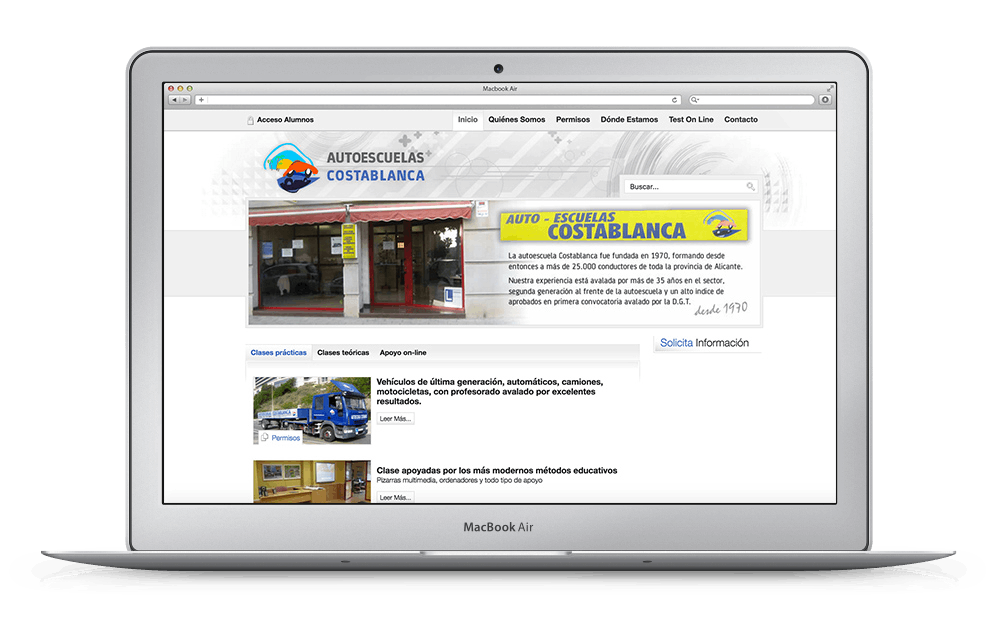 Macbook Air
Acceso Alumnos
Inicio Quiénes Somos Permisos Dónde Estamos Test On Line Contacto
AUTOESCUELAS
COSTABLANCA
Buscar...
AUTO - ESCUELAS
COSTABLANCA
La autoescuela Costablanca fue fundada en 1970, formando desde
entonces a más de 25.000 conductores de toda la provincia de Alicante.
Nuestra experiencia está avalada por más de 35 años en el sector,
segunda generación al frente de la autoescuela y un alto índice de
aprobados en primera convocatoria avalado por la D.G.T.
desde 1970
L
Solicita Información
Clases prácticas Clases teóricas Apoyo on-line
Vehículos de última generación, automáticos, camiones,
motocicletas, con profesorado avalado por excelentes
resultados.
Leer Más...
Permisos
Clase apoyadas por los más modernos métodos educativos
Pizarras multimedia, ordenadores y todo tipo de apoyo
Leer Más...
MacBook Air